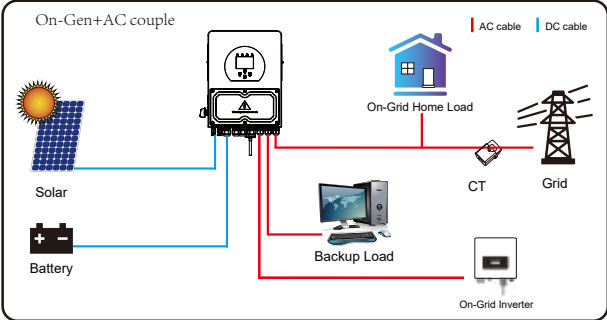 On-Gen+AC couple
AC cable
DC cable
On-Grid Home Load
Solar
CT
Grid
Backup Load
Battery
On-Grid Inverter